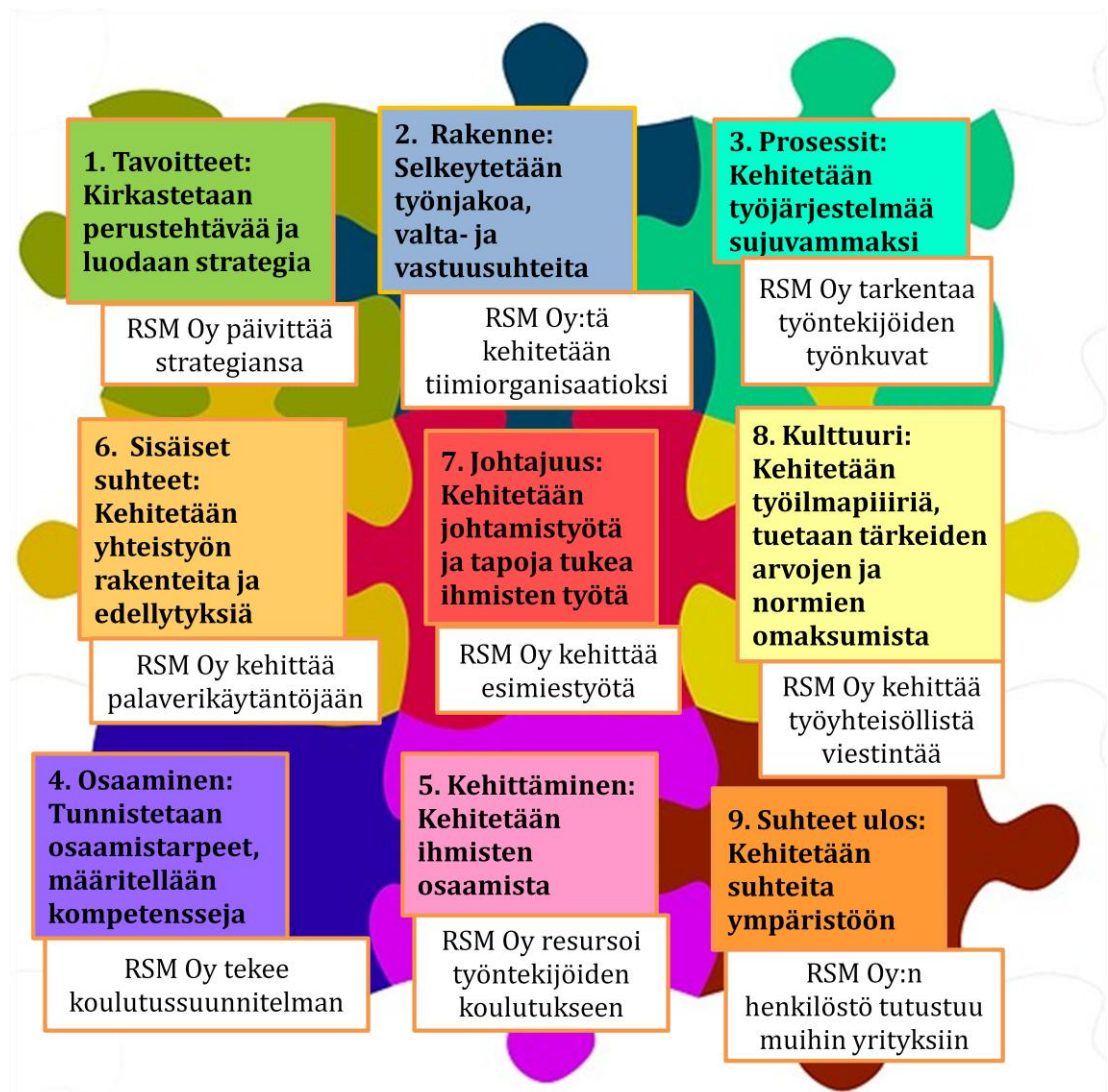 1. Tavoitteet:
Kirkastetaan
perustehtävää ja
luodaan strategia
RSM Oy päivittää
strategiansa
2. Rakenne:
Selkeytetään
työnjakoa,
valta- ja
vastuusuhteita
RSM Oy:tä
kehitetään
tiimiorganisaatioksi
3. Prosessit:
Kehitetään
työjärjestelmää
sujuvammaksi
RSM Oy tarkentaa
työntekijöiden
työnkuvat
6. Sisäiset
suhteet:
Kehitetään
yhteistyön
rakenteita ja
edellytyksiä
RSM Oy kehittää
palaverikäytäntöjään
7. Johtajuus:
Kehitetään
johtamistyötä
ja tapoja tukea
ihmisten työtä
RSM Oy kehittää
esimiestyötä
8. Kulttuuri:
Kehitetään
työilmapiiiriä,
tuetaan tärkeiden
arvojen ja
normien
omaksumista
RSM Oy kehittää
työyhteisöllistä
viestintää
4. Osaaminen:
Tunnistetaan
osaamistarpeet,
määritellään
kompetensseja
RSM Oy tekee
koulutussuunnitelman
5. Kehittäminen:
Kehitetään
ihmisten
osaamista
RSM Oy resursoi
työntekijöiden
koulutukseen
9. Suhteet ulos:
Kehitetään
suhteita
ympäristöön
RSM Oy:n
henkilöstö tutustuu
muihin yrityksiin